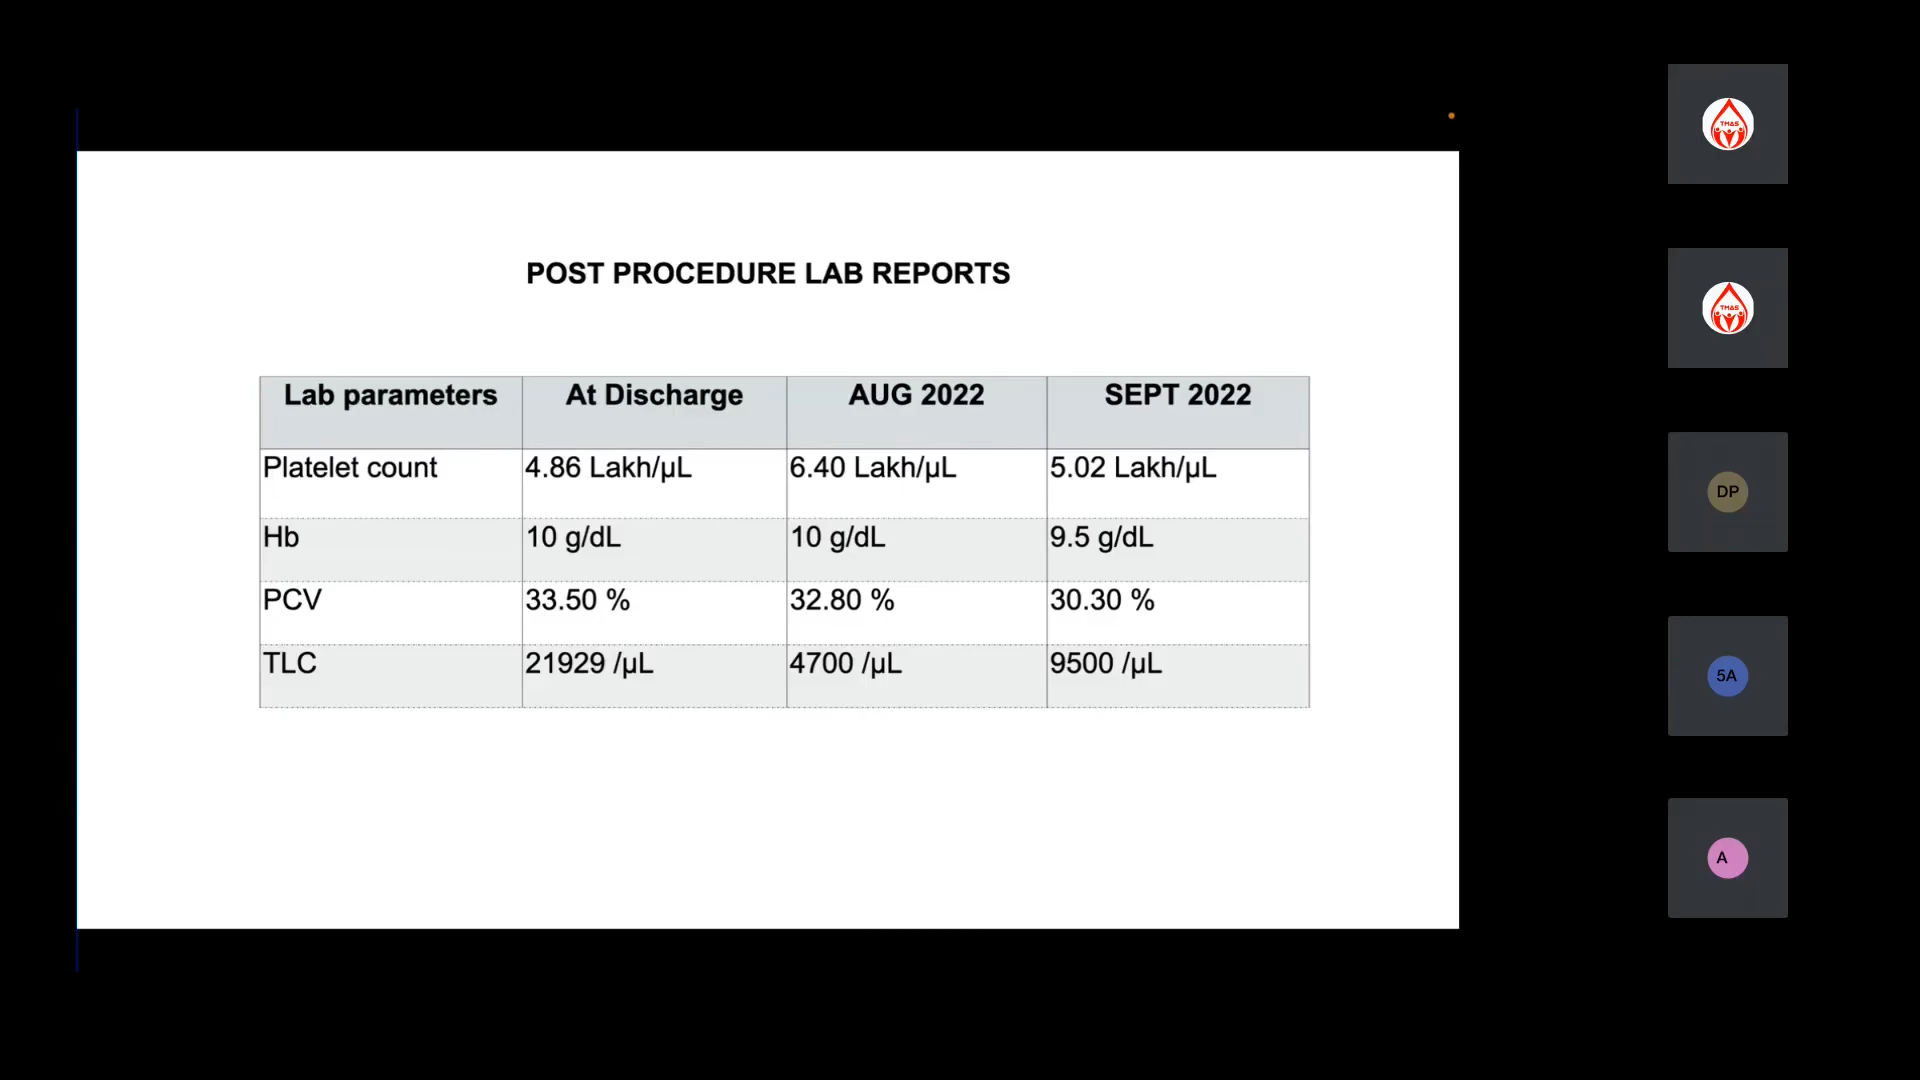 POST PROCEDURE LAB REPORTS
Lab parameters At Discharge AUG 2022 SEPT 2022
Platelet count 4.86 Lakh/µL 6.40 Lakh/µL 5.02 Lakh/µL
Hb 10 g/dL 10 g/dL 9.5 g/dL
PCV 33.50 % 32.80 % 30.30 %
TLC 21929 /µL 4700 /µL 9500 /µL
TMAS
TMAS
DP
5A
A